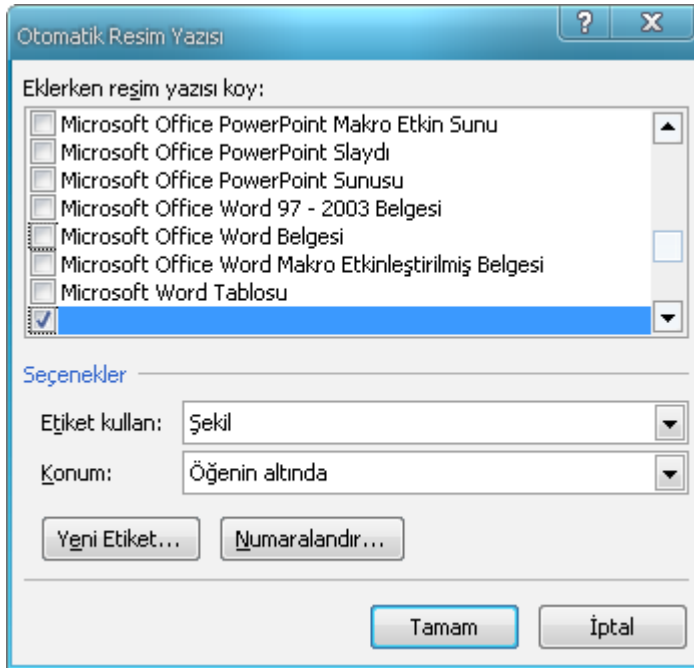 Otomatik Resim Yazısı
Eklerken resim yazısı koy:
Microsoft Office PowerPoint Makro Etkin Sunu
Microsoft Office PowerPoint Slaydı
Microsoft Office PowerPoint Sunusu
Microsoft Office Word 97 - 2003 Belgesi
Microsoft Office Word Belgesi
Microsoft Office Word Makro Etkinleştirilmiş Belgesi
Microsoft Word Tablosu
Seçenekler
Etiket kullan: Şekil
Konum: Öğenin altında
Yeni Etiket... Numaralandır...
Tamam İptal